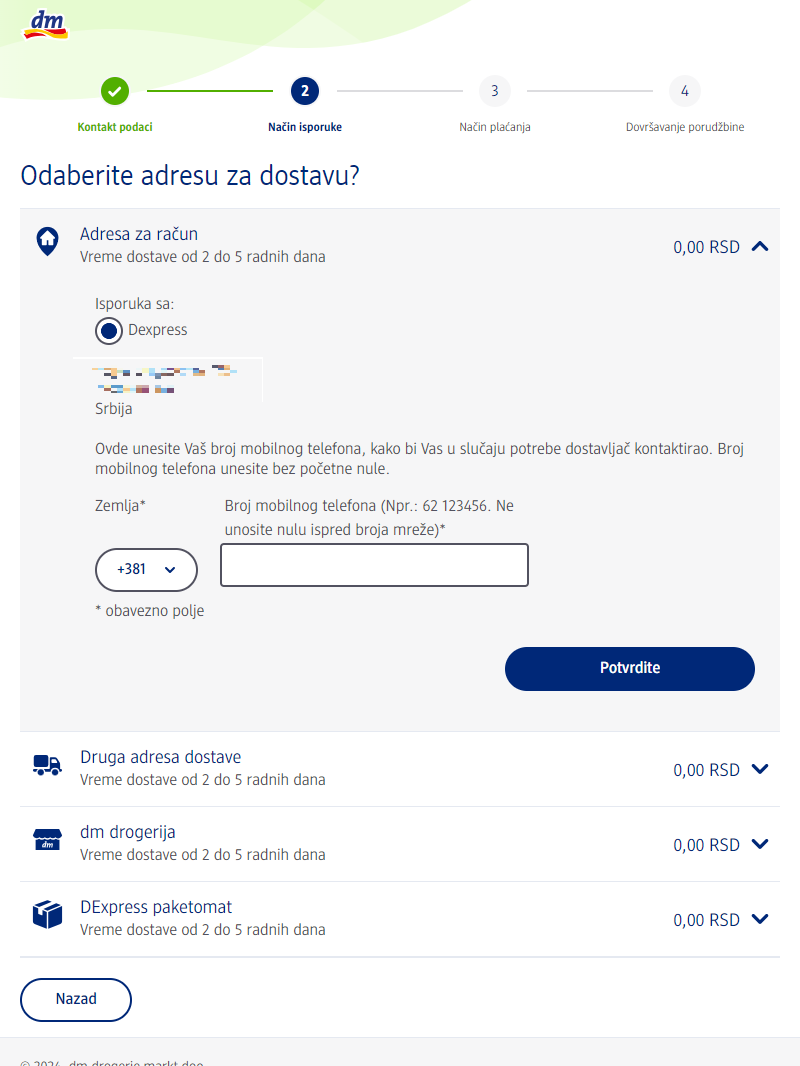 dm
2
3
4
Kontakt podaci
Način isporuke
Način plaćanja
Dovršavanje porudžbine
Odaberite adresu za dostavu?
Adresa za račun
Vreme dostave od 2 do 5 radnih dana
0,00 RSD
Isporuka sa:
Dexpress
Srbija
Ovde unesite Vaš broj mobilnog telefona, kako bi Vas u slučaju potrebe dostavljač kontaktirao. Broj
mobilnog telefona unesite bez početne nule.
Zemlja*
Broj mobilnog telefona (Npr.: 62 123456. Ne
unosite nulu ispred broja mreže)*
+381
* obavezno polje
Potvrdite
Druga adresa dostave
Vreme dostave od 2 do 5 radnih dana
0,00 RSD
dm
dm drogerija
Vreme dostave od 2 do 5 radnih dana
0,00 RSD
DExpress paketomat
Vreme dostave od 2 do 5 radnih dana
0,00 RSD
Nazad
© 2024 dm drogerie markt doo